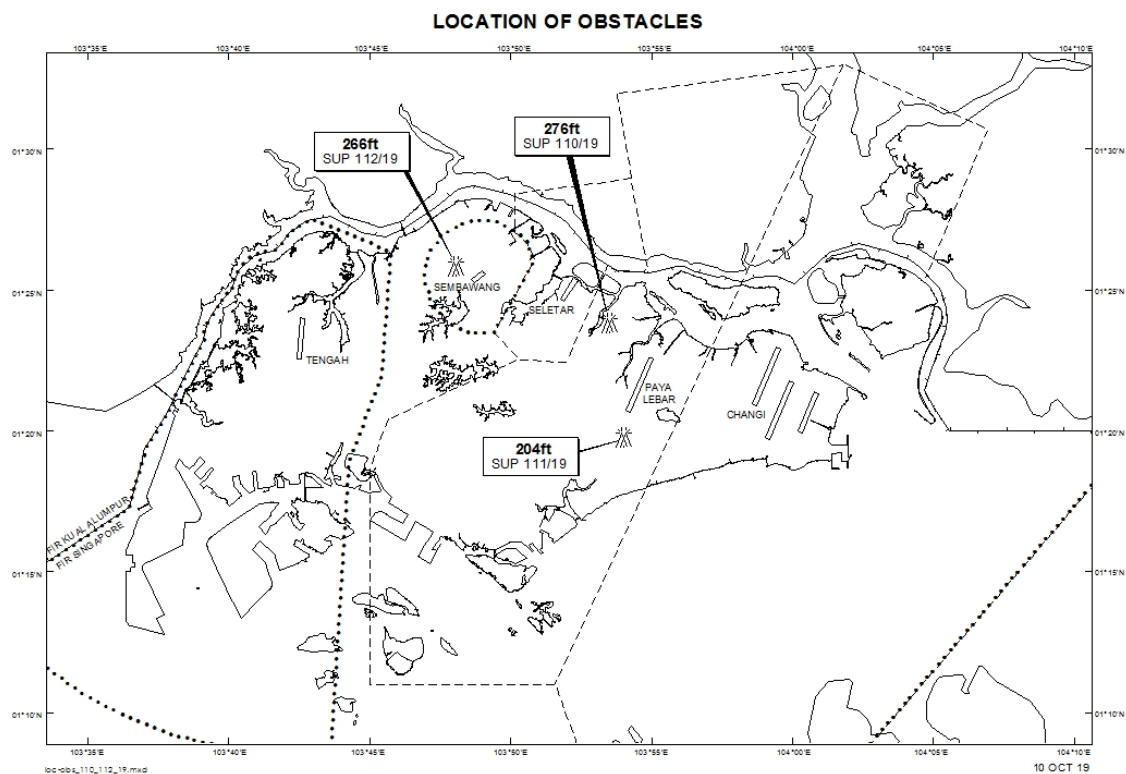 LOCATION OF OBSTACLES
103°35'E
103°40'E
103°45'E
103°50'E
103°55'E
104°00'E
104°05'E
104°10'E
276ft
SUP 110/19
266ft
SUP 112/19
01°30'N
01°30'N
SEMBAWANG
01°25'N
01°25'N
SELETAR
TENGAH
PAYA
LEBAR
CHANGI
01°20'N
01°20'N
204ft
SUP 111/19
FIR KUALALUMPUR
FIR SINGAPORE
01°15'N
01°15'N
01°10'N
01°10'N
103°35'E
103°40'E
103°45'E
103°50'E
103°55'E
104°00'E
104°05'E
104°10'E
loc-obs_110_112_19.mxd
10 OCT 19